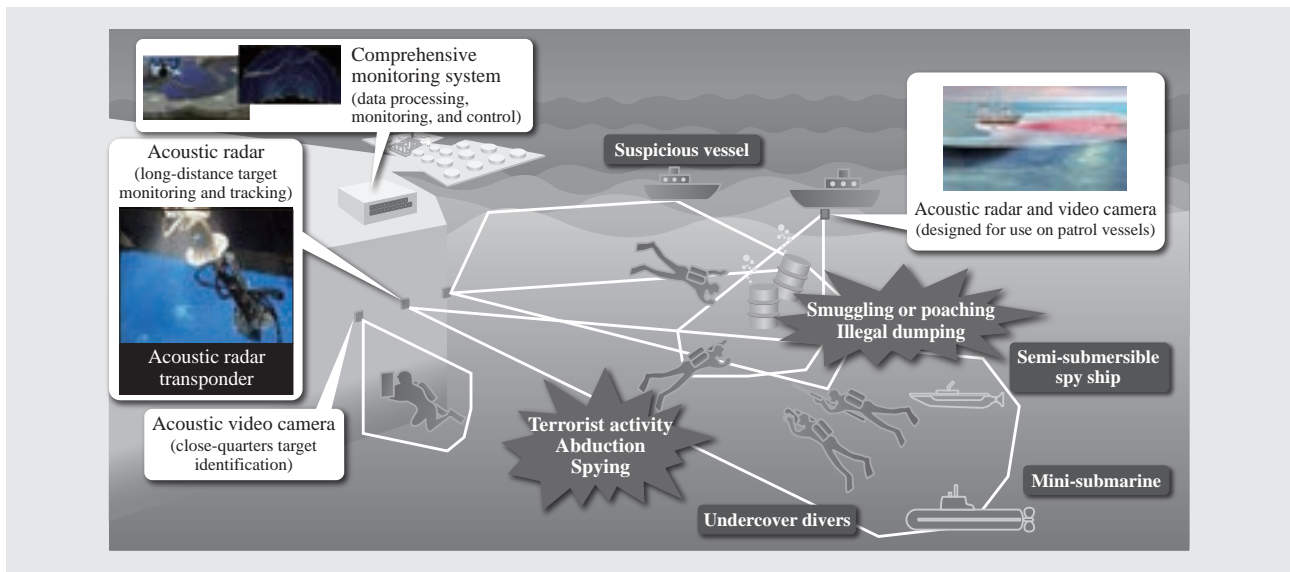 Comprehensive
monitoring system
(data processing,
monitoring, and control)
Acoustic radar
(long-distance target
monitoring and tracking)
Acoustic radar
transponder
Acoustic video camera
(close-quarters target
identification)
Suspicious vessel
Acoustic radar and video camera
(designed for use on patrol vessels)
Smuggling or poaching
Illegal dumping
Semi-submersible
spy ship
Terrorist activity
Abduction
Spying
Mini-submarine
Undercover divers